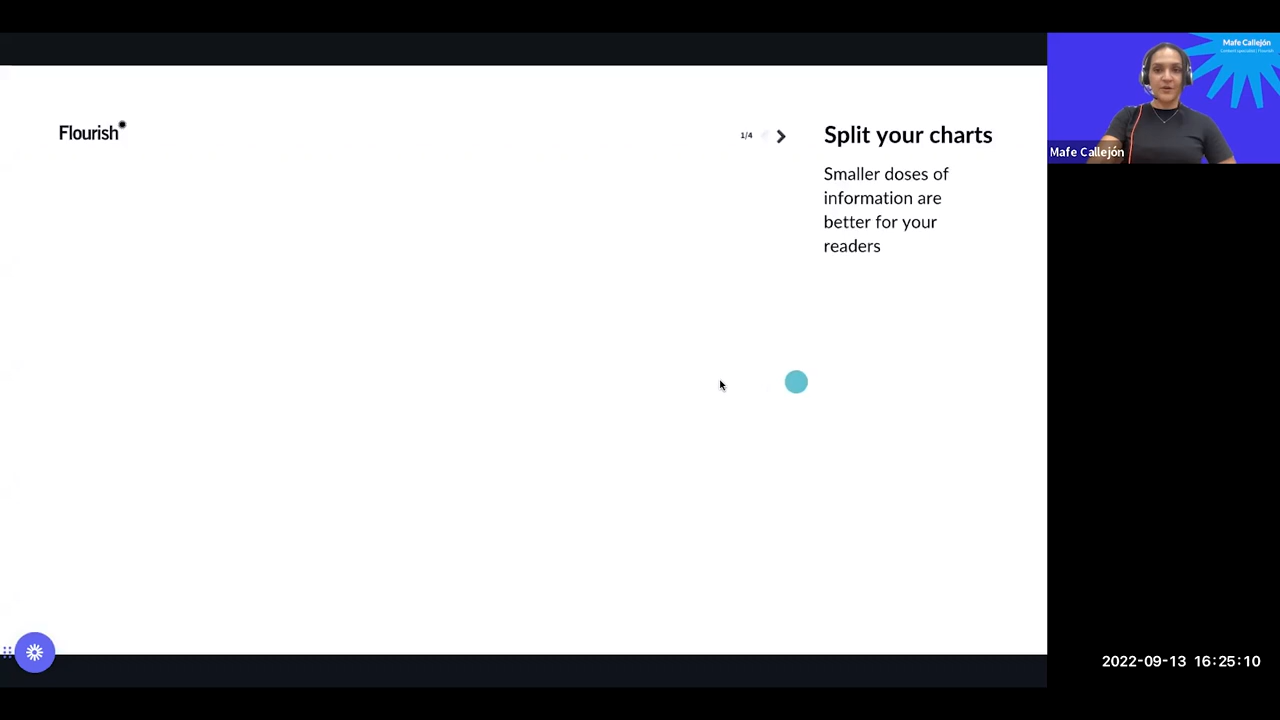 Flourish
1/4
Split your charts
Smaller doses of
information are
better for your
readers
Mafe Callejón
Mafe Callejón
2022-09-13 16:25:10